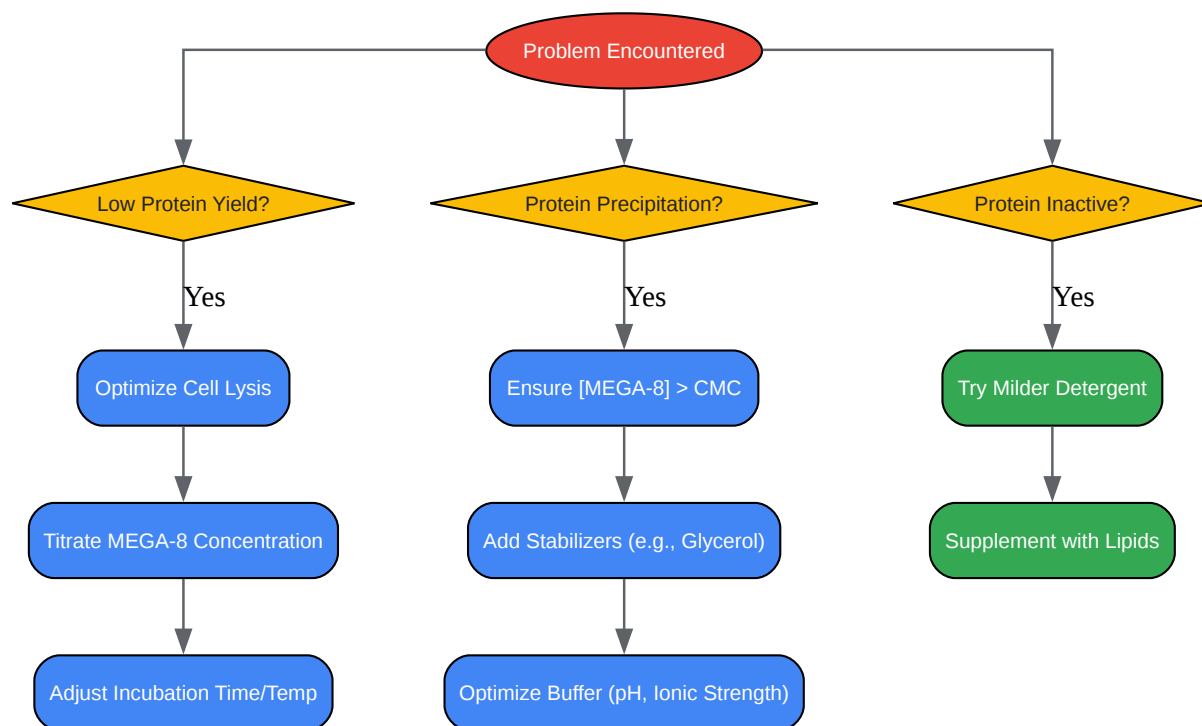 Problem Encountered
Low Protein Yield?
Protein Precipitation?
Protein Inactive?
Yes
Yes
Yes
Optimize Cell Lysis
Ensure [MEGA-8] > CMC
Try Milder Detergent
Titrate MEGA-8 Concentration
Add Stabilizers (e.g., Glycerol)
Supplement with Lipids
Adjust Incubation Time/Temp
Optimize Buffer (pH, Ionic Strength)